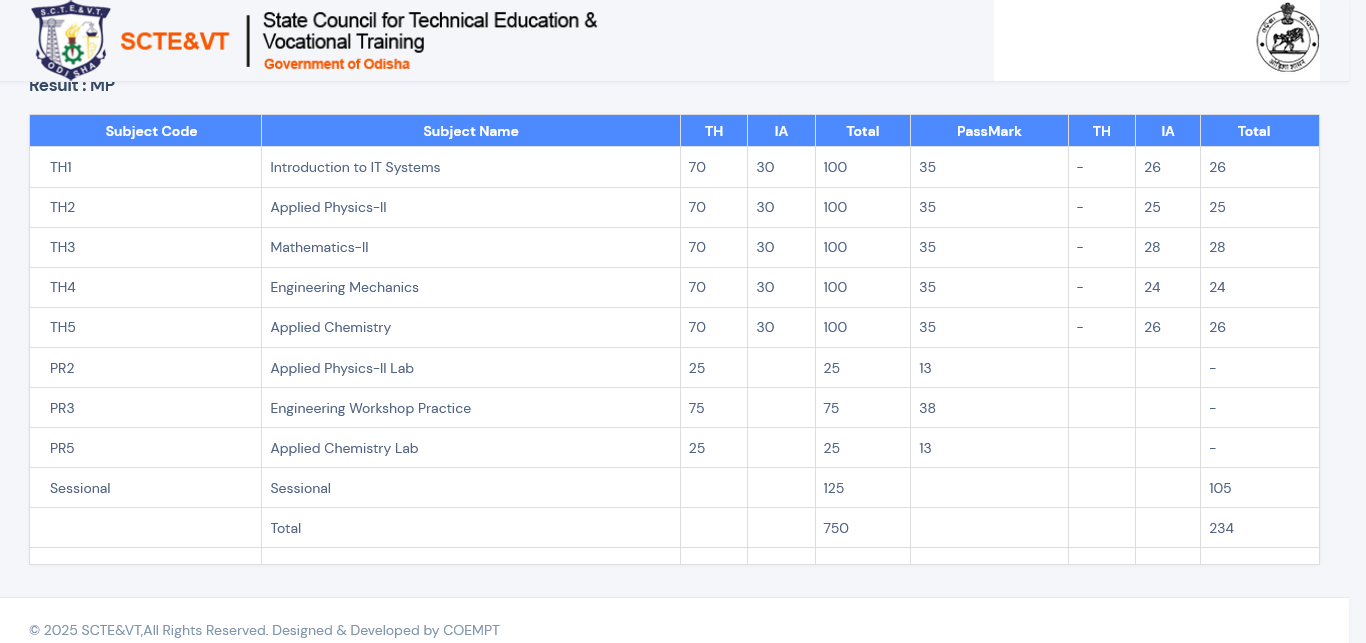 S.C.T.E.&V.T.
ODISHA
SCTE&VT
State Council for Technical Education &
Vocational Training
Government of Odisha
Result : MP
Subject Code Subject Name TH IA Total PassMark TH IA Total
TH1 Introduction to IT Systems 70 30 100 35 - 26 26
TH2 Applied Physics-II 70 30 100 35 - 25 25
TH3 Mathematics-II 70 30 100 35 - 28 28
TH4 Engineering Mechanics 70 30 100 35 - 24 24
TH5 Applied Chemistry 70 30 100 35 - 26 26
PR2 Applied Physics-II Lab 25 25 13 -
PR3 Engineering Workshop Practice 75 75 38 -
PR5 Applied Chemistry Lab 25 25 13 -
Sessional Sessional 125 105
Total 750 234
© 2025 SCTE&VT,All Rights Reserved. Designed & Developed by COEMPT